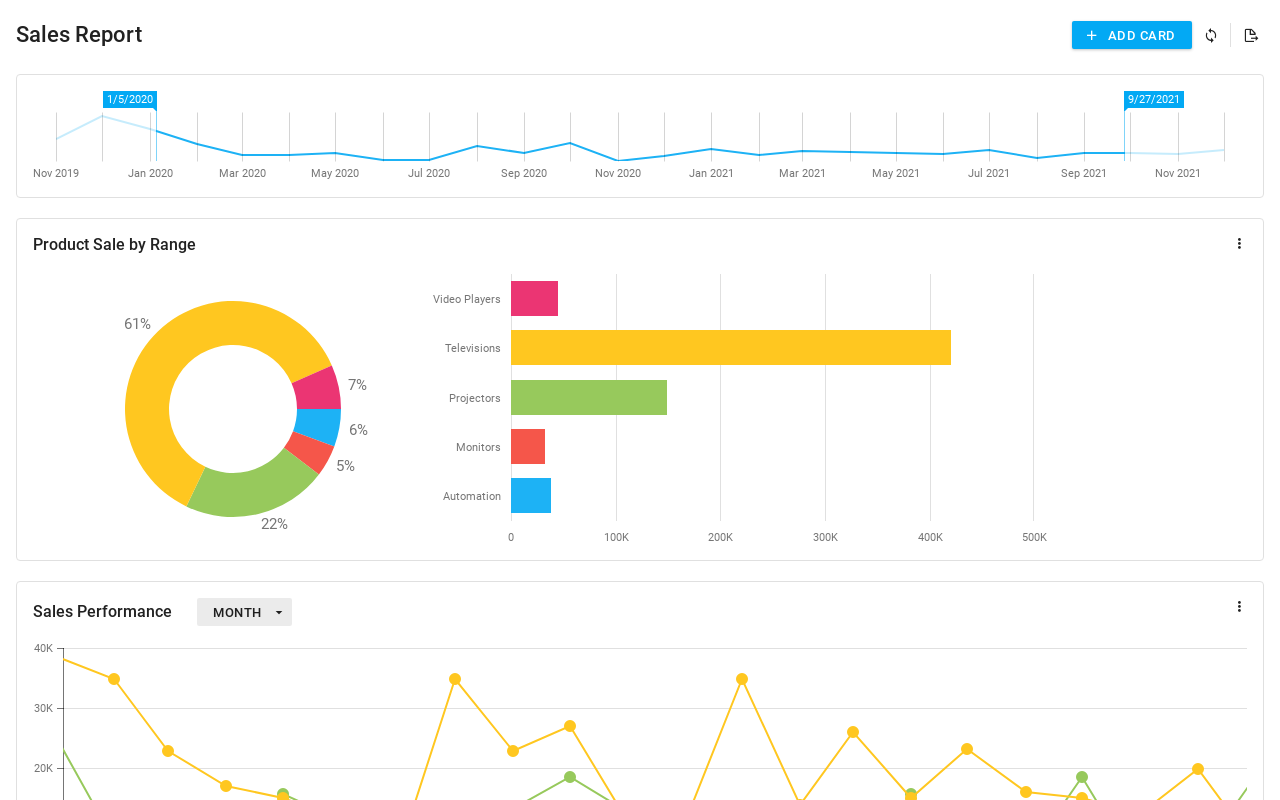 Sales Report
ADD CARD
1/5/2020
9/27/2021
Nov 2019
Jan 2020
Mar 2020
May 2020
Jul 2020
Sep 2020
Nov 2020
Jan 2021
Mar 2021
May 2021
Jul 2021
Sep 2021
Nov 2021
Product Sale by Range
61%
7%
6%
5%
22%
Video Players
Televisions
Projectors
Monitors
Automation
0
100K
200K
300K
400K
500K
Sales Performance
MONTH
40K
30K
20K